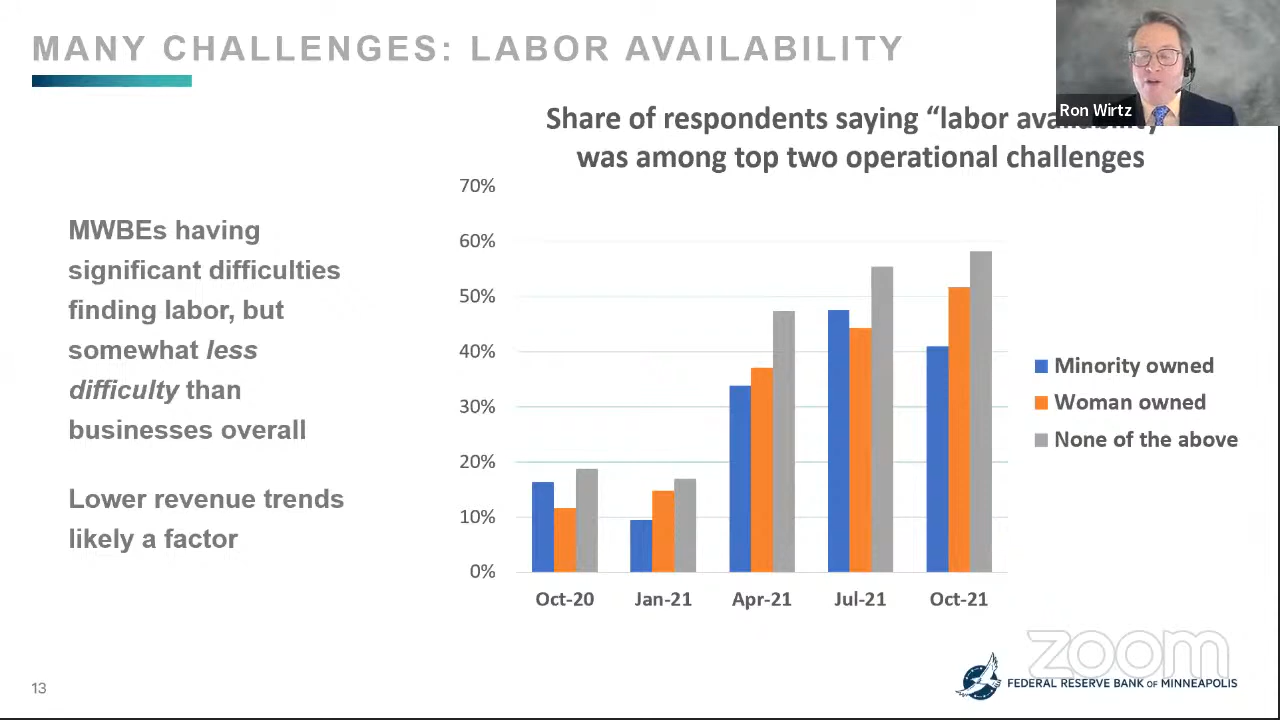 MANY CHALLENGES: LABOR AVAILABILITY
Ron Wirtz
Share of respondents saying “labor
was among top two operational challenges
MWBEs having
significant difficulties
finding labor, but
somewhat less
difficulty than
businesses overall
Lower revenue trends
likely a factor
70%
60%
50%
40%
30%
20%
10%
0%
Oct-20 Jan-21 Apr-21 Jul-21 Oct-21
Minority owned
Woman owned
None of the above
zoom
13
FEDERAL RESERVE BANK OF MINNEAPOLIS